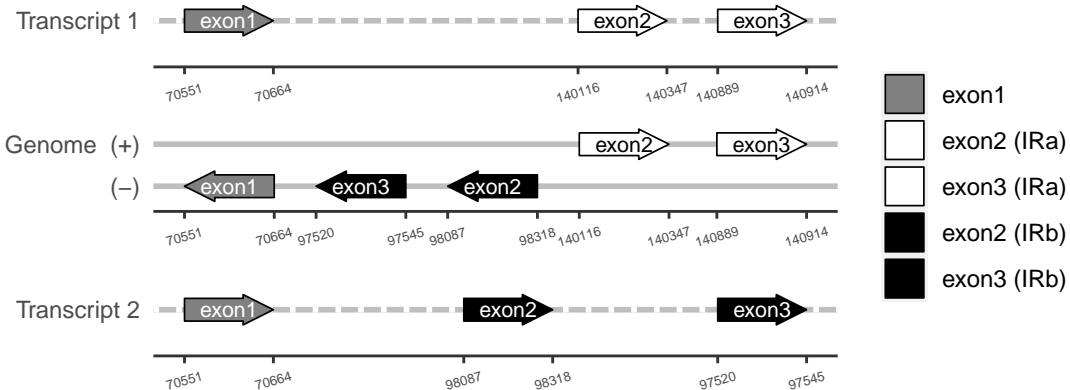 Transcript 1 exon1 exon2 exon3
70551 70664 140116 140347 140889 140914
Genome (+) exon2 exon3
(–) exon1 exon3 exon2
70551 70664 97520 97545 98087 98318 140116 140347 140889 140914
Transcript 2 exon1 exon2 exon3
70551 70664 98087 98318 97520 97545
exon1
exon2 (IRa)
exon3 (IRa)
exon2 (IRb)
exon3 (IRb)